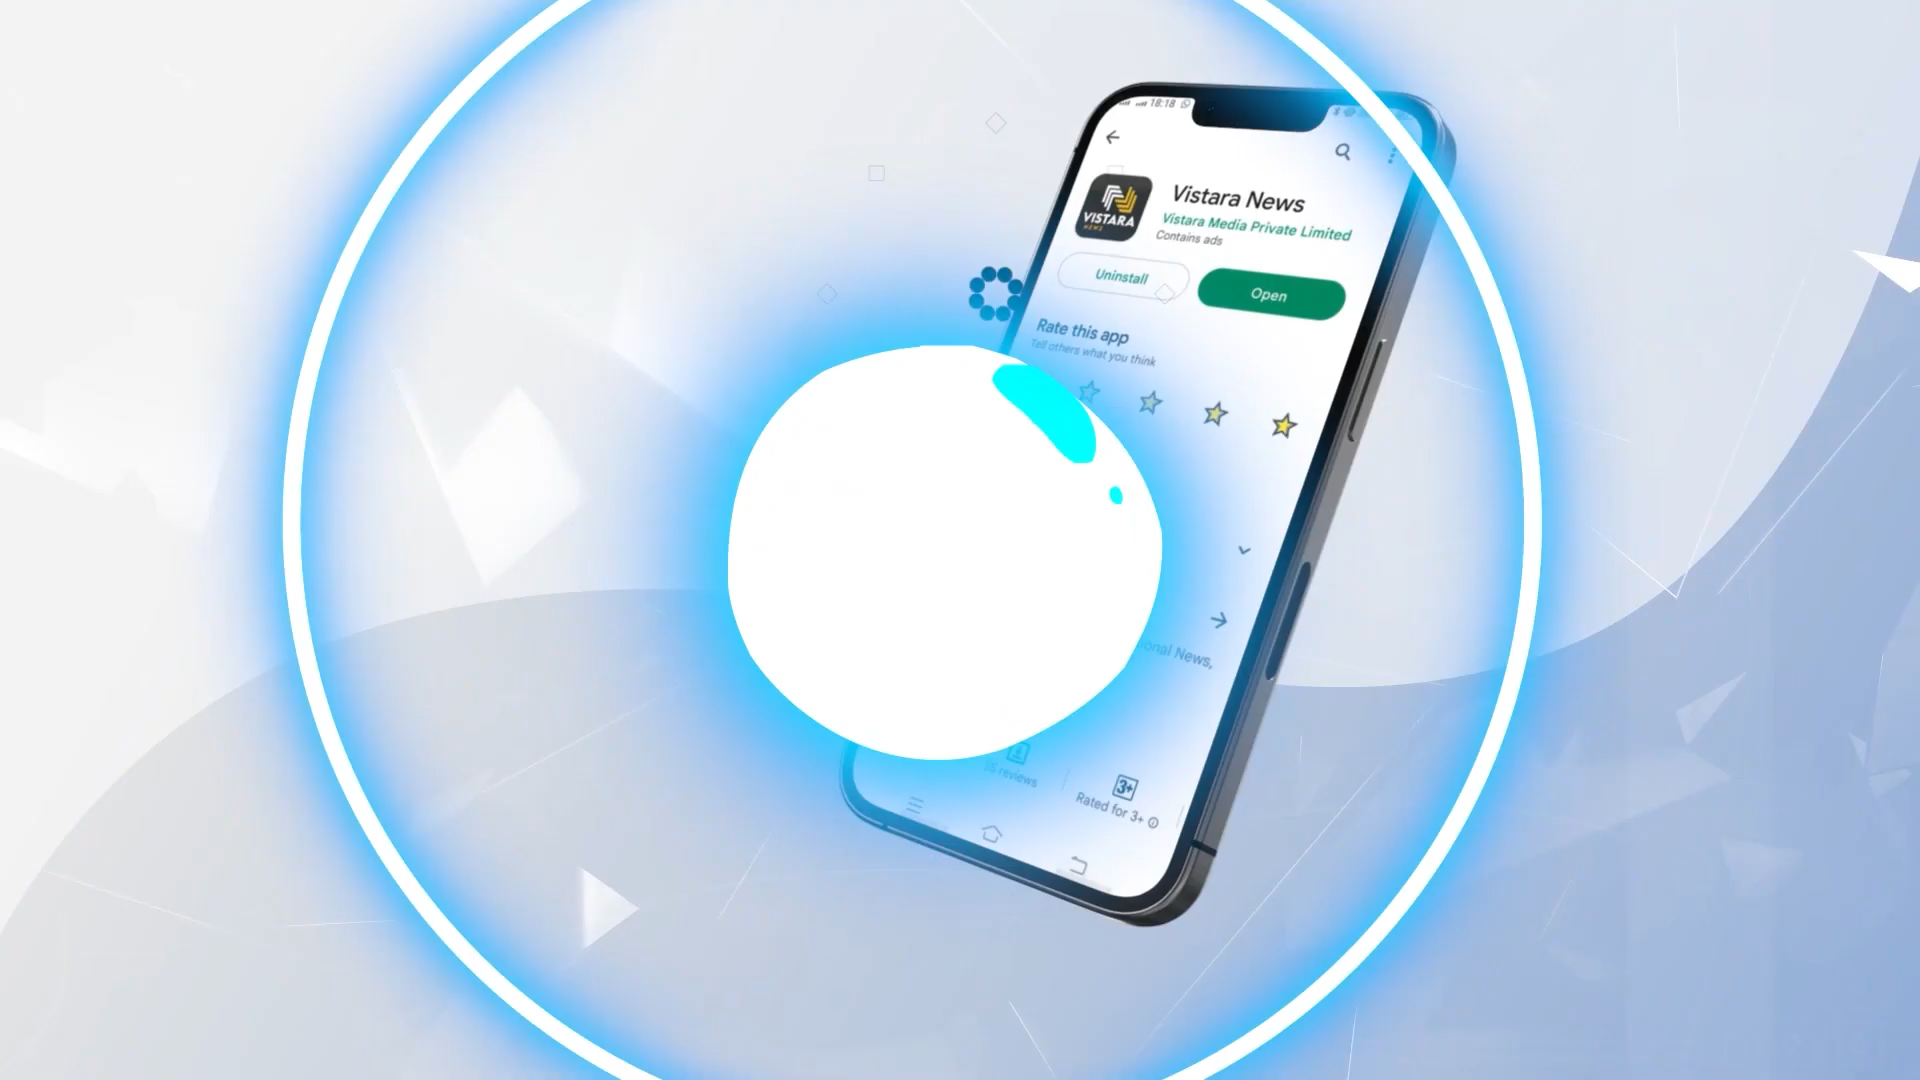 18:18
Vistara News
Vistara Media Private Limited
Contains ads
VISTARA
NEWS
Uninstall
Open
Rate this app
Tell others what you think
ional News,
reviews
3+
Rated for 3+